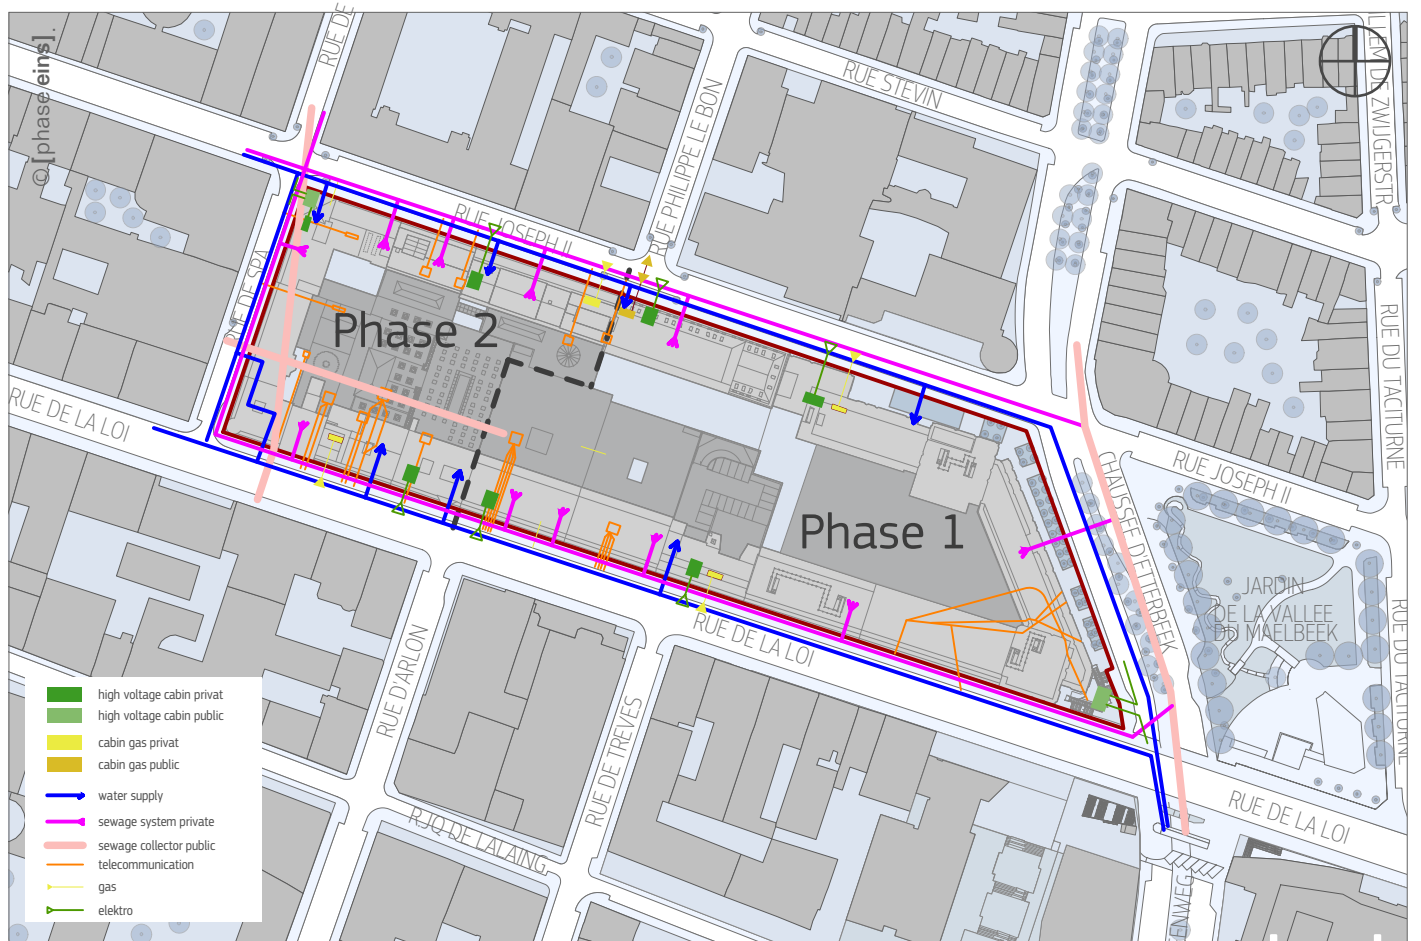 © [phase eins].
RUE DE
RUE STEVIN
RUE PHILIPPE LE BON
RUE JOSEPH II
RUE DE SPA
Phase 2
RUE DE LA LOI
Phase 1
CHAUSSEE D'ETTERBEEK
RUE JOSEPH II
RUE DU TACITURNE
JARDIN
DE LA VALLEE
DU MAELBEEK
RUE DU TACITURNE
RUE DE LA LOI
RUE D'ARLON
RUE DE TREVES
RUE DE LA LOI
high voltage cabin privat
high voltage cabin public
cabin gas privat
cabin gas public
water supply
sewage system private
sewage collector public
telecommunication
gas
elektro